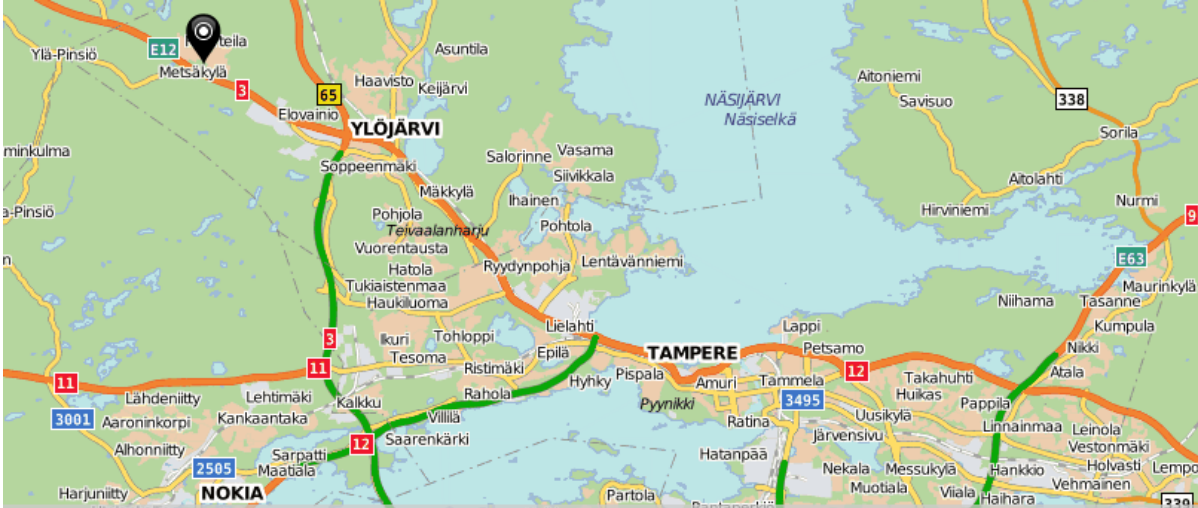 Asuntila
Ylä-Pinsiö
E12
Metsäkylä
Haavisto
Keijärvi
3
65
Elovainio
YLÖJÄRVI
NÄSIJÄRVI
Näsiselkä
Aitoniemi
Savisuo
338
Sorila
minkulma
Soppeenmäki
Salorinne
Vasama
Siivikkala
Mäkkylä
Ihainen
Aitolahti
a-Pinsiö
Pohjola
Teivaalanharju
Pohtola
Hirviniemi
Nurmi
9
Vuorentausta
n
Hatola
Ryydynpohja
Lentävänniemi
E63
Tukiaistenmaa
Haukiluoma
Niihama
Tasanne
Maurinkylä
Lielahti
Lappi
Kumpula
3
Ikuri
Tohloppi
Epilä
TAMPERE
Petsamo
Nikki
11
Tesoma
Ristimäki
Hyhky
Pispala
Amuri
Tammela
12
Takahuhti
Atala
11
Lähdeniitty
Lehtimäki
Kalkku
Rahola
Pyynikki
3495
Huikas
Pappila
3001
Aaroninkorpi
Kankaantaka
Villilä
Ratina
Uusikylä
Linnainmaa
Leinola
Alhonniitty
12
Saarenkärki
Järvensivu
Vestonmäki
Sarpatti
Hatanpää
2505
Maatiala
Nekala
Messukylä
Hankkio
Holvasti
Lempo
Harjuniitty
NOKIA
Partola
Muotiala
Viiala
Haihara
Vehmainen
339